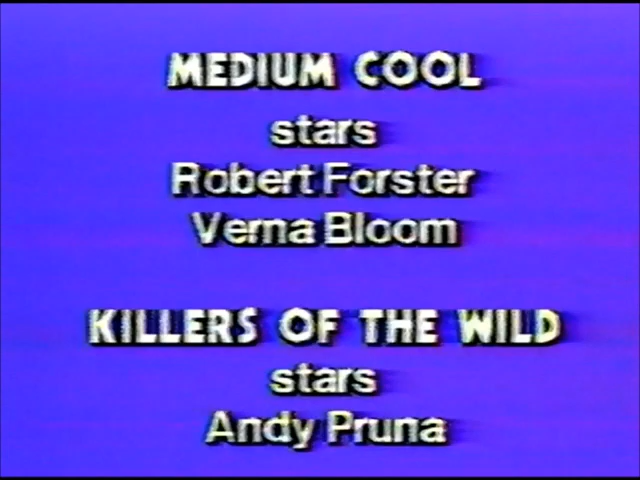 MEDIUM COOL
stars
Robert Forster
Verna Bloom
KILLERS OF THE WILD
stars
Andy Pruna